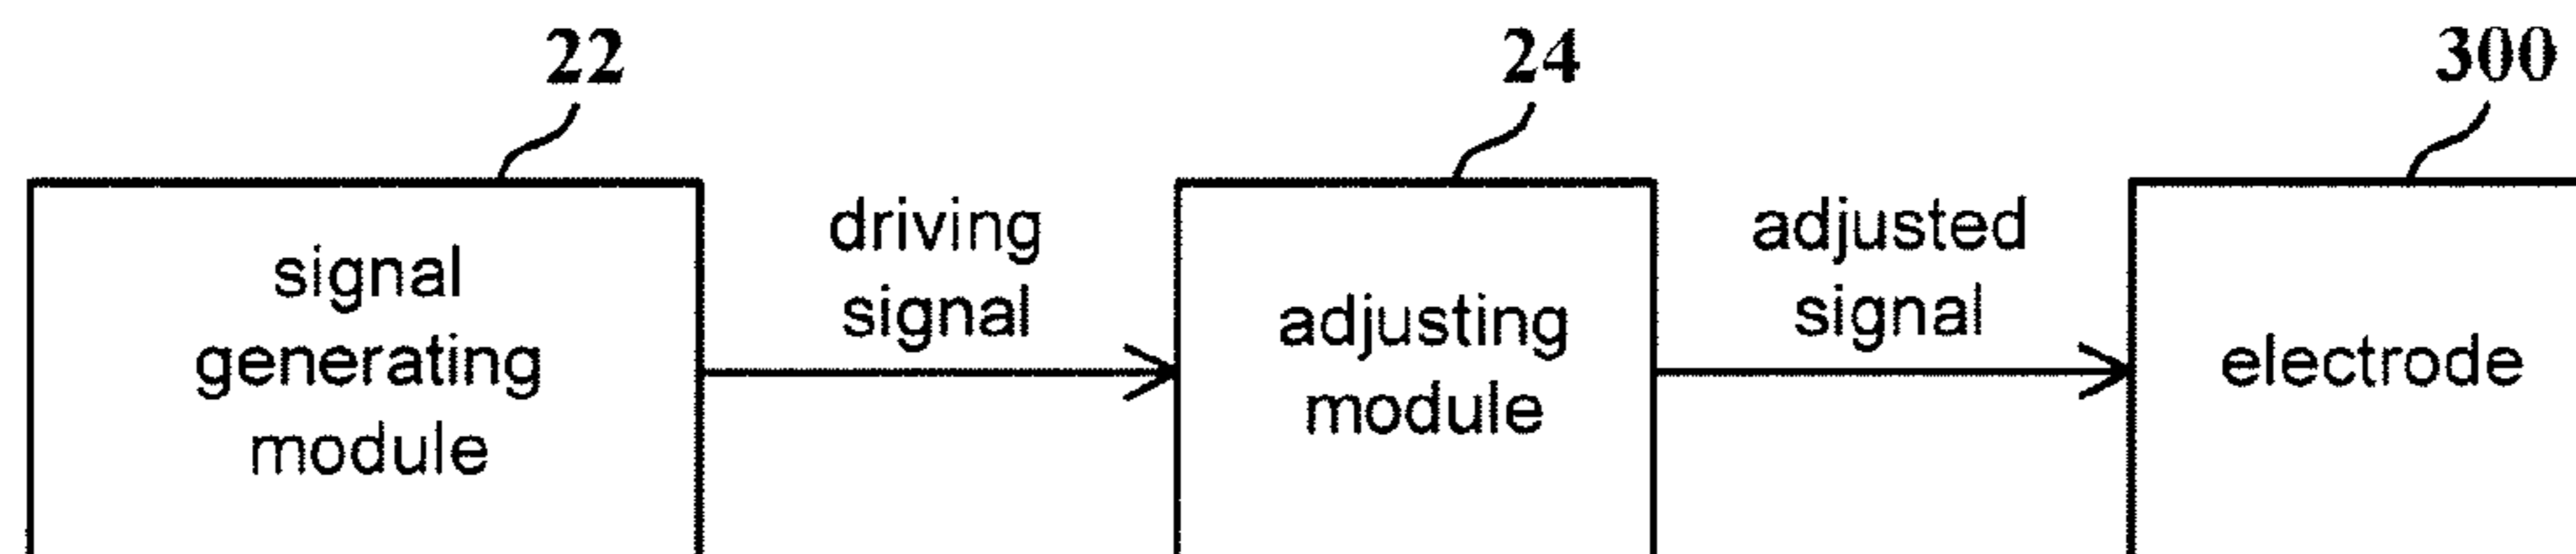 22
24
300
signal
generating
module
driving
signal
adjusting
module
adjusted
signal
electrode